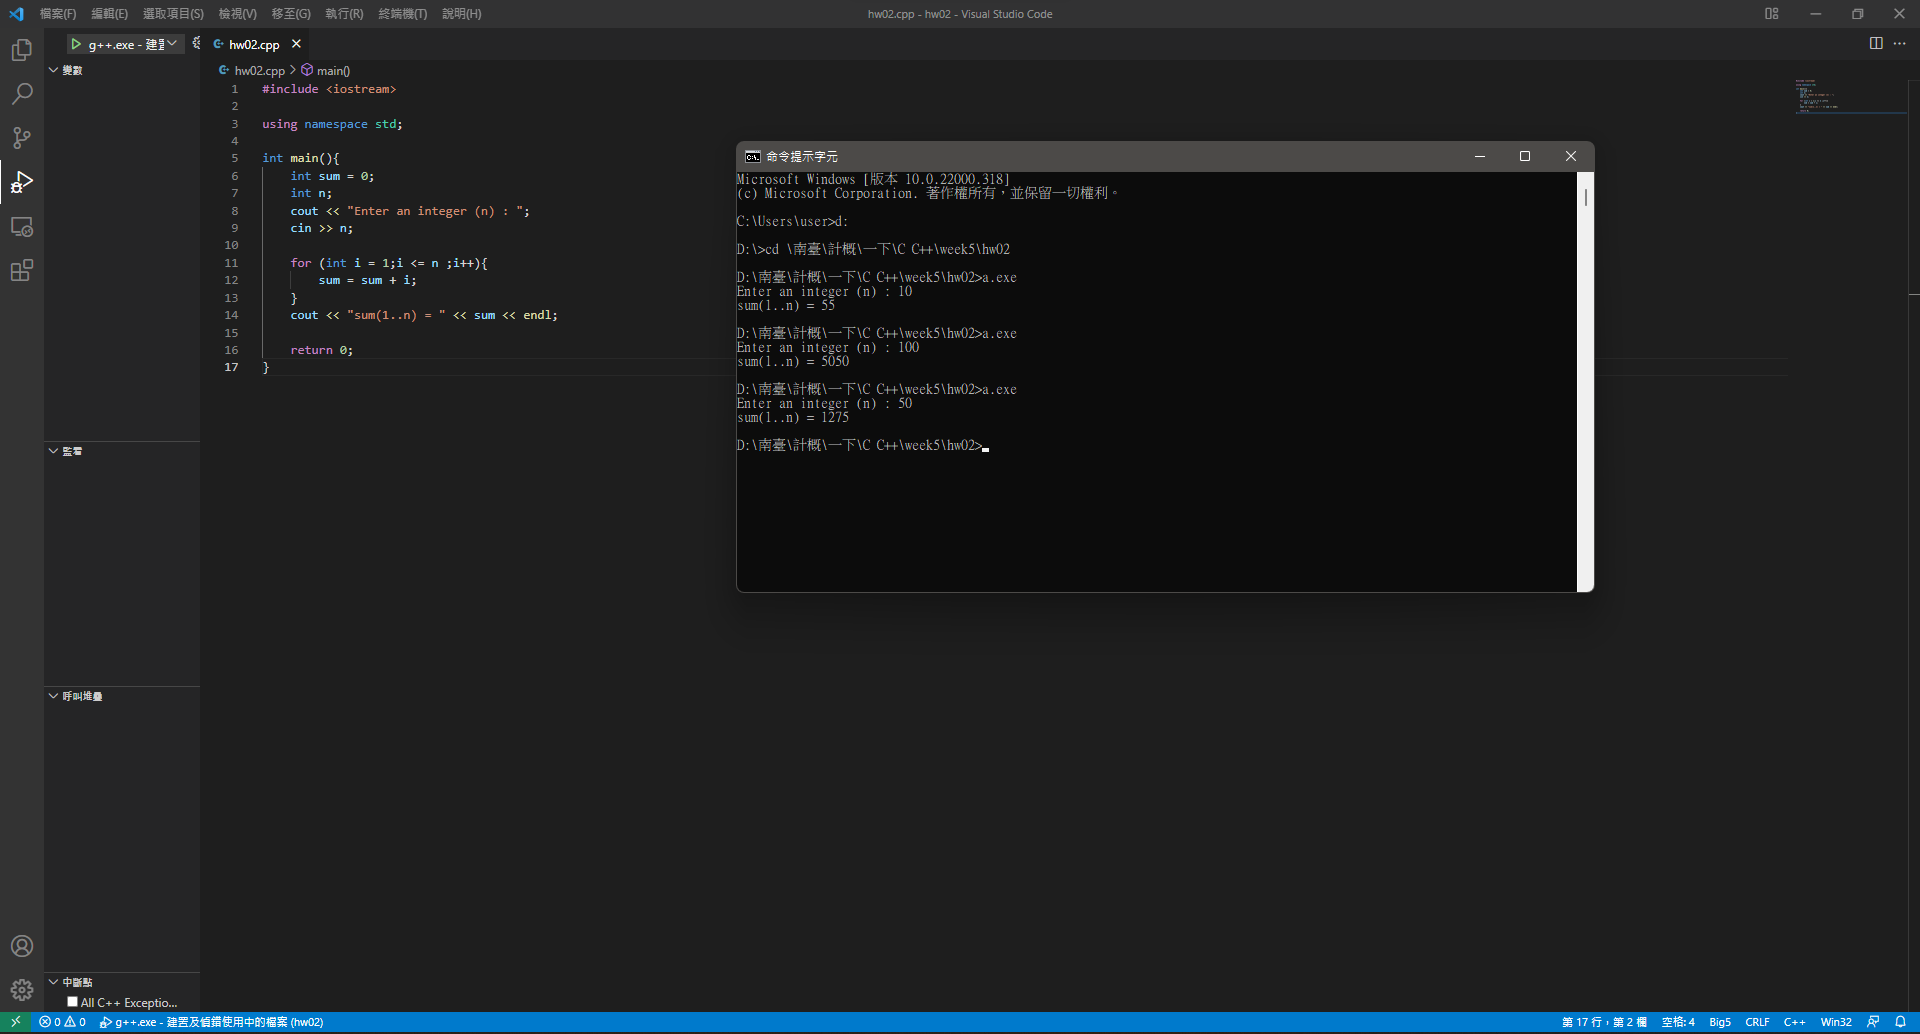 檔案(F) 編輯(E) 選取項目(S) 檢視(V) 移至(G) 執行(R) 終端機(T) 說明(H)
hw02.cpp - hw02 - Visual Studio Code
g++.exe - 建置
hw02.cpp
變數
hw02.cpp > main()
1 #include <iostream>
2
3 using namespace std;
4
5 int main(){
6 int sum = 0;
7 int n;
8 cout << "Enter an integer (n) : ";
9 cin >> n;
10
11 for (int i = 1;i <= n ;i++){
12 sum = sum + i;
13 }
14 cout << "sum(1..n) = " << sum << endl;
15
16 return 0;
17 }
命令提示字元
Microsoft Windows [版本 10.0.22000.318]
(c) Microsoft Corporation. 著作權所有，並保留一切權利。
C:\Users\user>d:
D:\>cd \南臺\計概\一下\C C++\week5\hw02
D:\南臺\計概\一下\C C++\week5\hw02>a.exe
Enter an integer (n) : 10
sum(1..n) = 55
D:\南臺\計概\一下\C C++\week5\hw02>a.exe
Enter an integer (n) : 100
sum(1..n) = 5050
D:\南臺\計概\一下\C C++\week5\hw02>a.exe
Enter an integer (n) : 50
sum(1..n) = 1275
D:\南臺\計概\一下\C C++\week5\hw02>
監看
呼叫堆疊
中斷點
All C++ Exceptio...
0 0 g++.exe - 建置及偵錯使用中的檔案 (hw02)
第 17 行，第 2 欄 空格: 4 Big5 CRLF C++ Win32